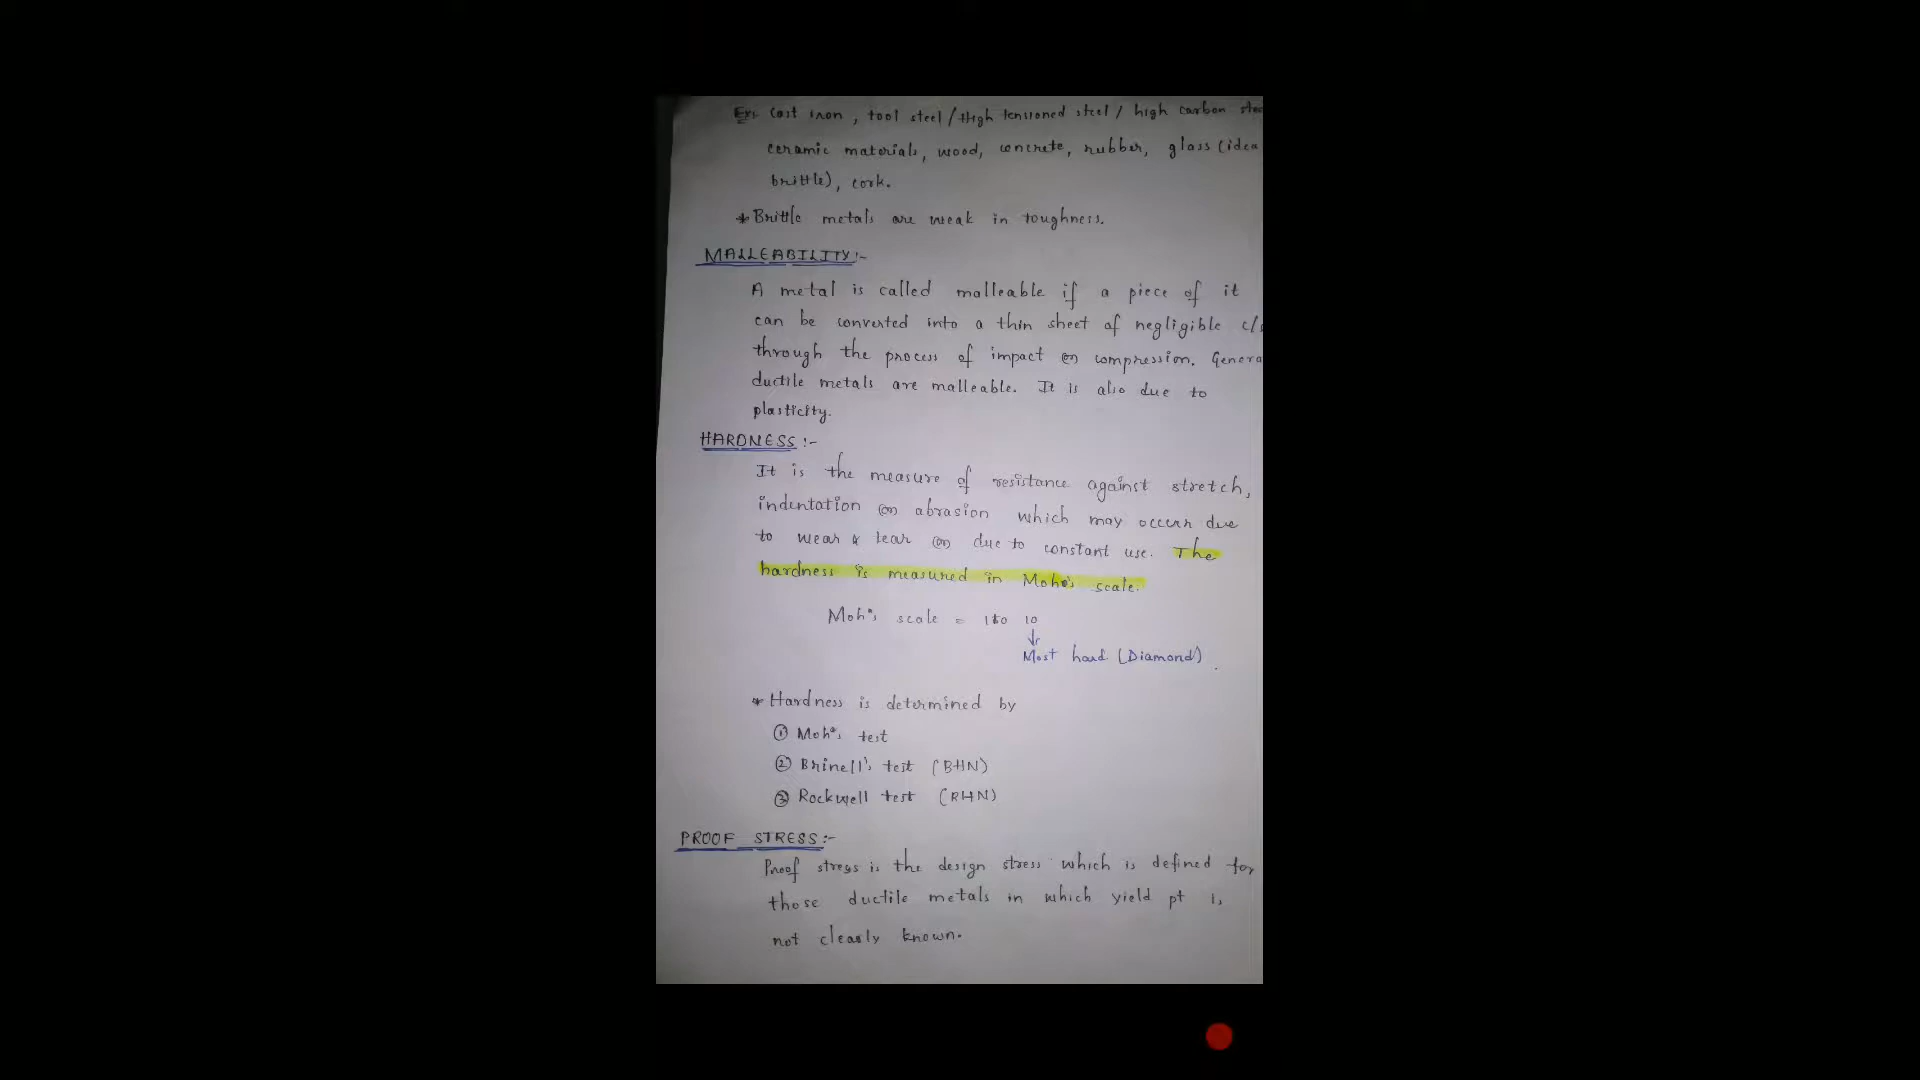 Ex: Cast iron, tool steel/High tensioned steel/ high carbon stee
ceramic materials, wood, concrete, rubber, glass (idea
brittle), cork.
* Brittle metals are weak in toughness.
MALLEABILITY:-
A metal is called malleable if a piece of it
can be converted into a thin sheet of negligible c/s
through the process of impact or compression. Genera
ductile metals are malleable. It is also due to
plasticity.
HARDNESS:-
It is the measure of resistance against stretch,
indentation or abrasion which may occur due
to wear & tear or due to constant use. The
hardness is measured in Moho's scale.
Moh's scale = 1 to 10
↓
Most hard (Diamond).
* Hardness is determined by
① Moh's test
② Brinell's test (BHN)
③ Rockwell test (RHN)
PROOF STRESS:-
Proof stress is the design stress which is defined for
those ductile metals in which yield pt is
not clearly known.